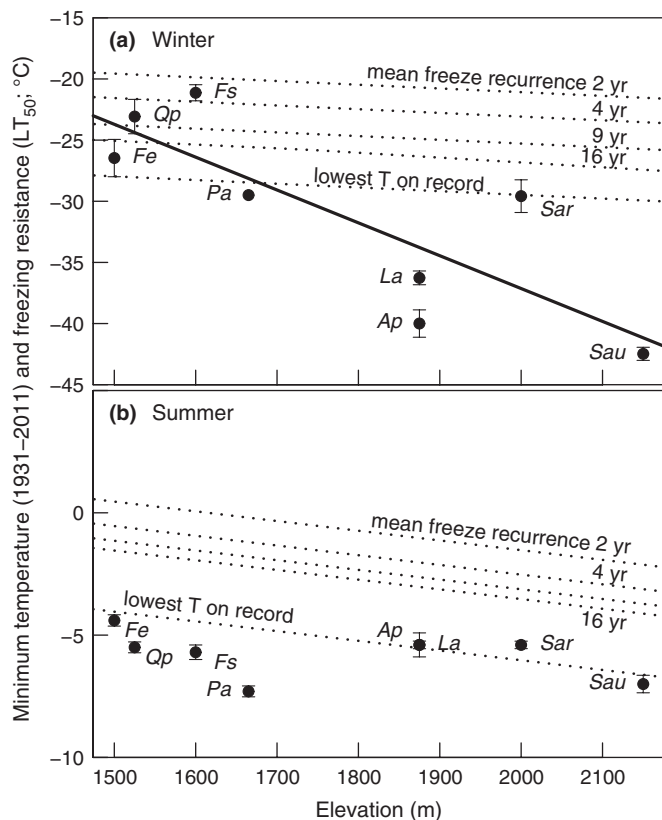 Minimum temperature (1931–2011) and freezing resistance (LT50; °C)
−15
−20
−25
−30
−35
−40
−45
(a) Winter
mean freeze recurrence 2 yr
4 yr
9 yr
16 yr
lowest T on record
Fs
Qp
Fe
Pa
Sar
La
Ap
Sau
0
−5
−10
(b) Summer
mean freeze recurrence 2 yr
4 yr
16 yr
lowest T on record
Fe
Qp
Fs
Pa
Ap
La
Sar
Sau
1500 1600 1700 1800 1900 2000 2100
Elevation (m)